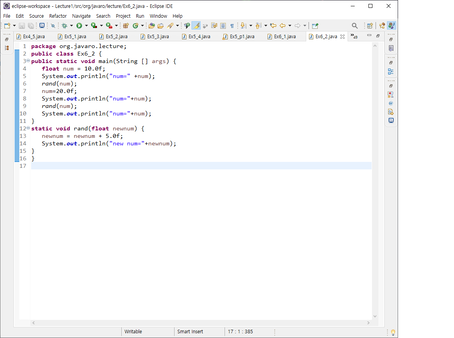 eclipse-workspace - Lecture1/src/org/javaro/lecture/Ex6_2.java - Eclipse IDE
File Edit Source Refactor Navigate Search Project Run Window Help
Ex4_5.java Ex5_1.java Ex5_2.java Ex5_3.java Ex5_4.java Ex5_p1.java Ex6_1.java Ex6_2.java
1 package org.javaro.lecture;
2 public class Ex6_2 {
3 public static void main(String [] args) {
4 float num = 10.0f;
5 System.out.println("num=" +num);
6 rand(num);
7 num=20.0f;
8 System.out.println("num="+num);
9 rand(num);
10 System.out.println("num="+num);
11 }
12 static void rand(float newnum) {
13 newnum = newnum + 5.0f;
14 System.out.println("new num="+newnum);
15 }
16 }
17
Writable Smart Insert 17 : 1 : 385